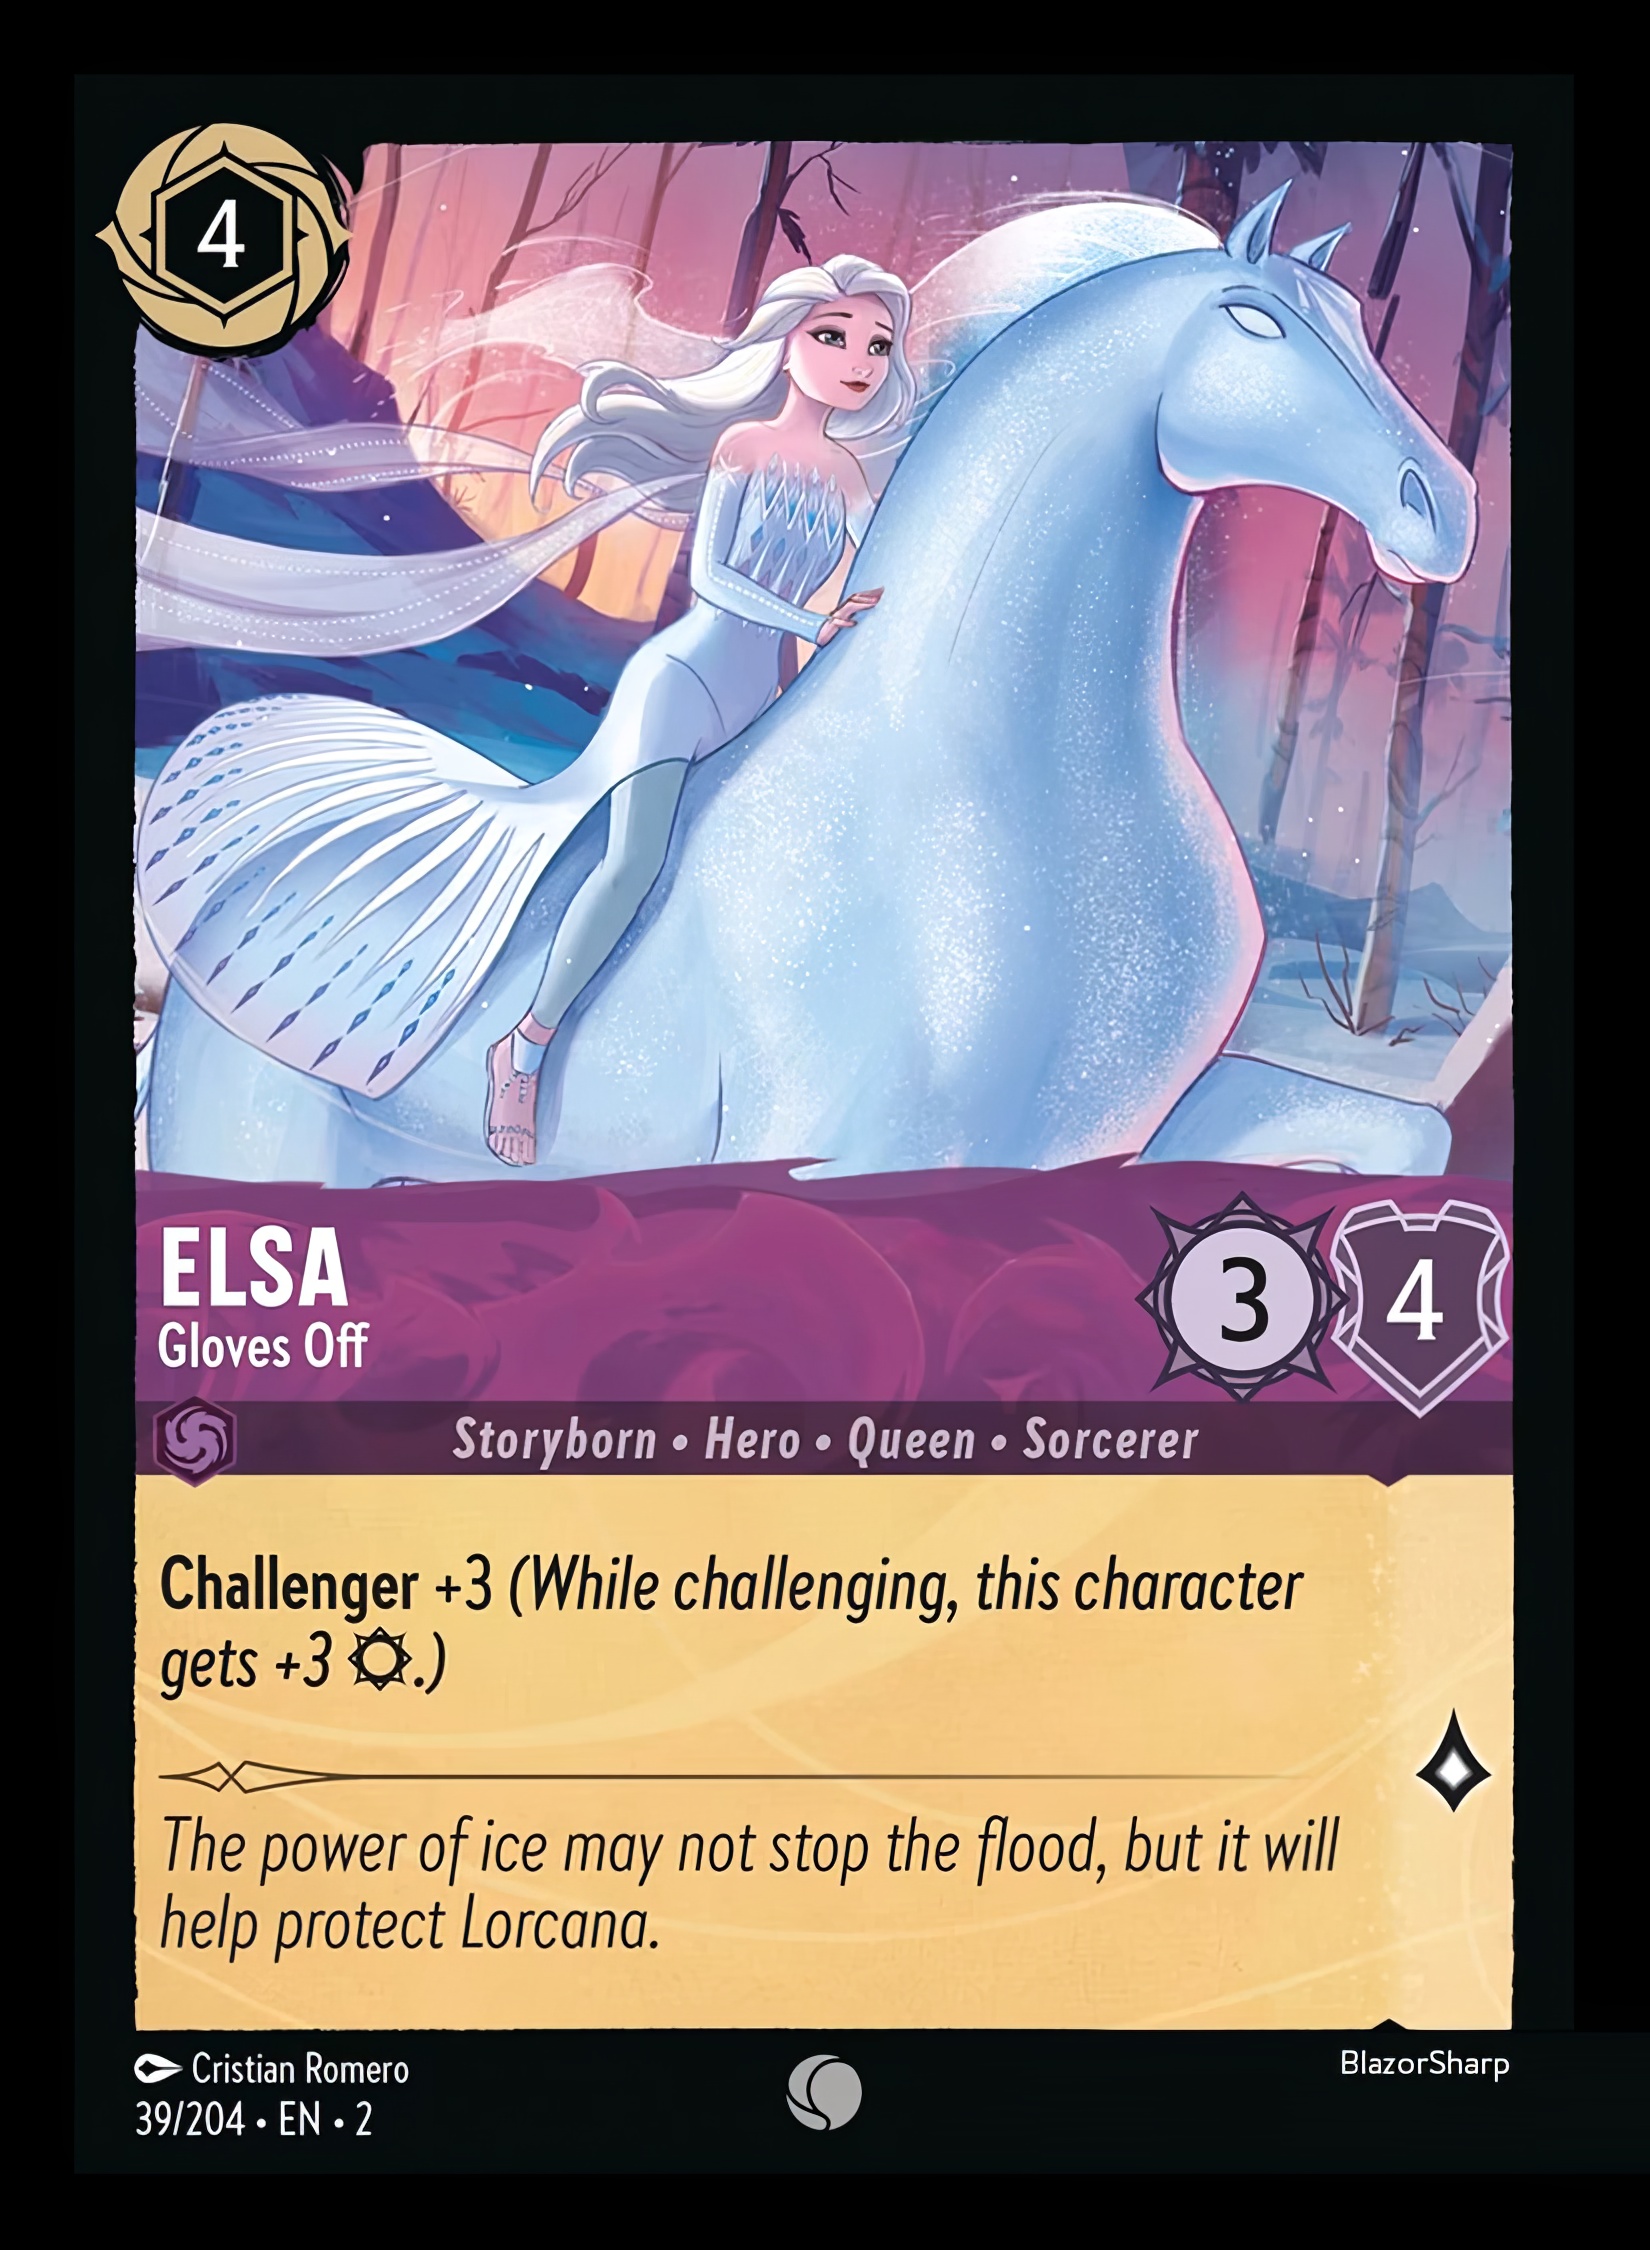 4
ELSA
Gloves Off
3
4
Storyborn • Hero • Queen • Sorcerer
Challenger +3 (While challenging, this character
gets +3 .)
The power of ice may not stop the flood, but it will
help protect Lorcana.
Cristian Romero
BlazorSharp
39/204 • EN • 2